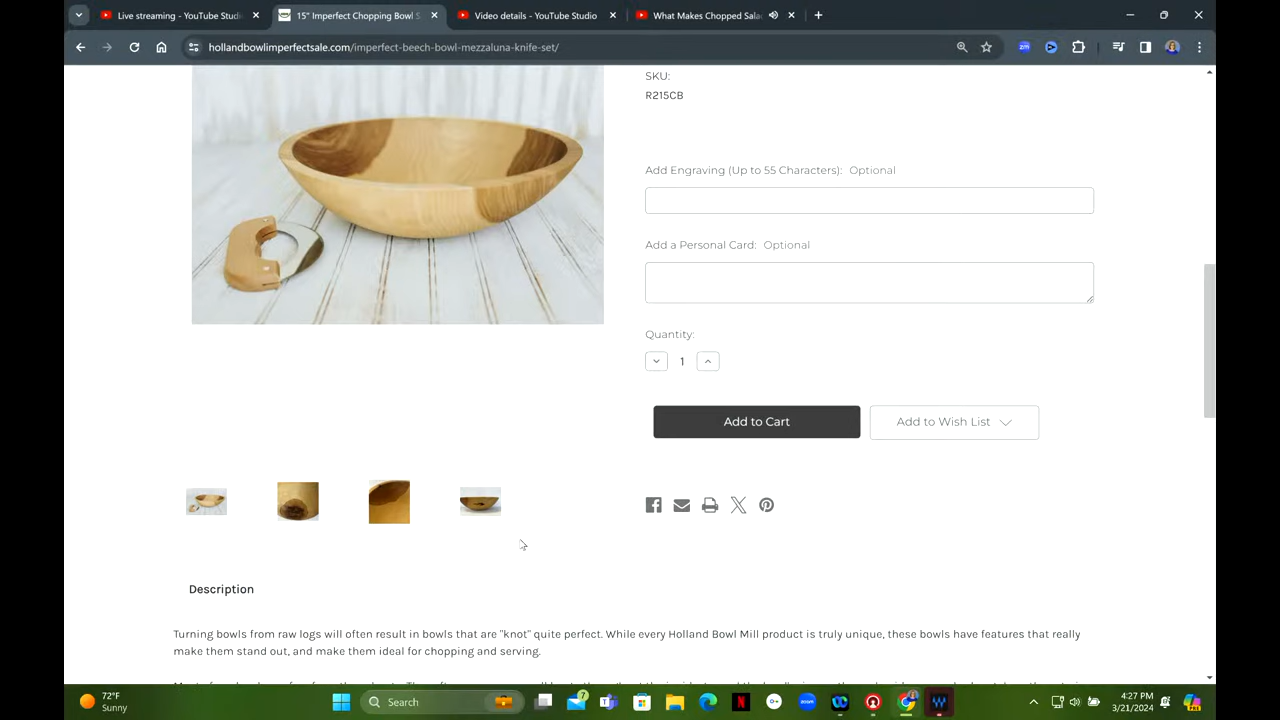 Live streaming - YouTube Studi
15" Imperfect Chopping Bowl S
Video details - YouTube Studio
What Makes Chopped Sala
hollandbowlimperfectsale.com/imperfect-beech-bowl-mezzaluna-knife-set/
SKU:
R215CB
Add Engraving (Up to 55 Characters): Optional
Add a Personal Card: Optional
Quantity:
1
Add to Cart
Add to Wish List
Description
Turning bowls from raw logs will often result in bowls that are "knot" quite perfect. While every Holland Bowl Mill product is truly unique, these bowls have features that really
make them stand out, and make them ideal for chopping and serving.
72°F
Sunny
Search
7
4:27 PM
3/21/2024